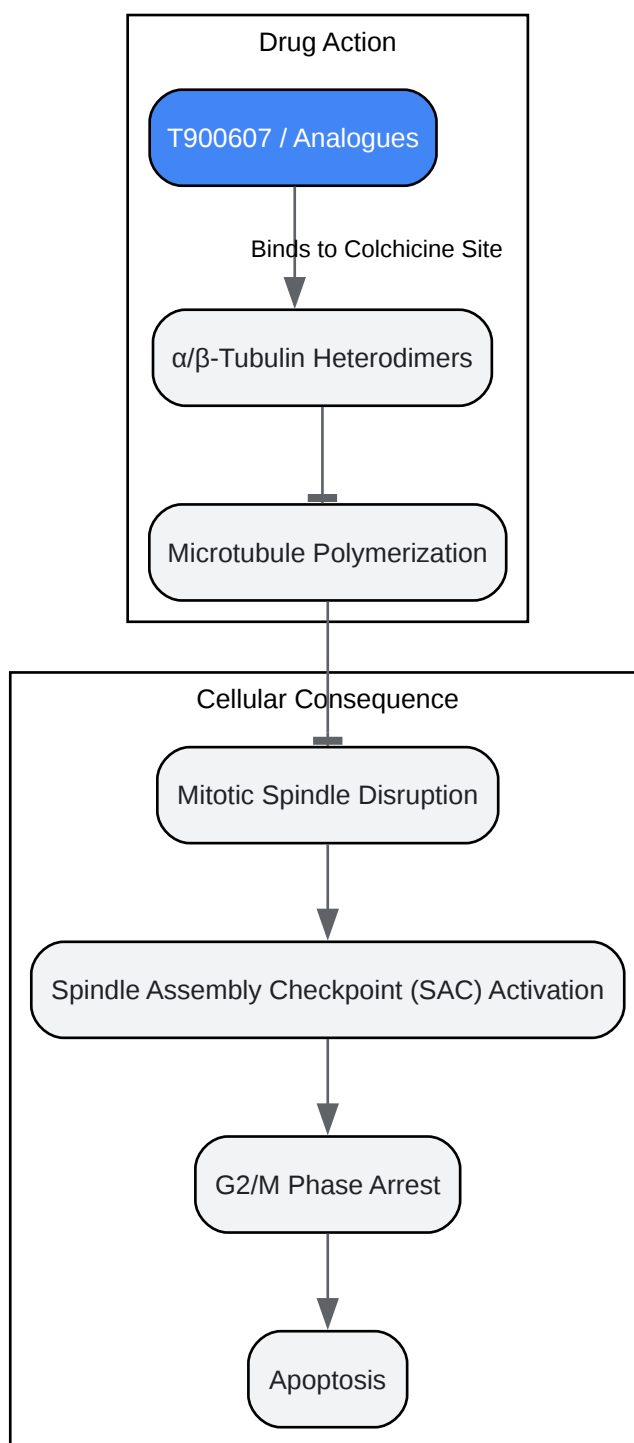 Drug Action
T900607 / Analogues
Binds to Colchicine Site
α/β-Tubulin Heterodimers
Microtubule Polymerization
Cellular Consequence
Mitotic Spindle Disruption
Spindle Assembly Checkpoint (SAC) Activation
G2/M Phase Arrest
Apoptosis